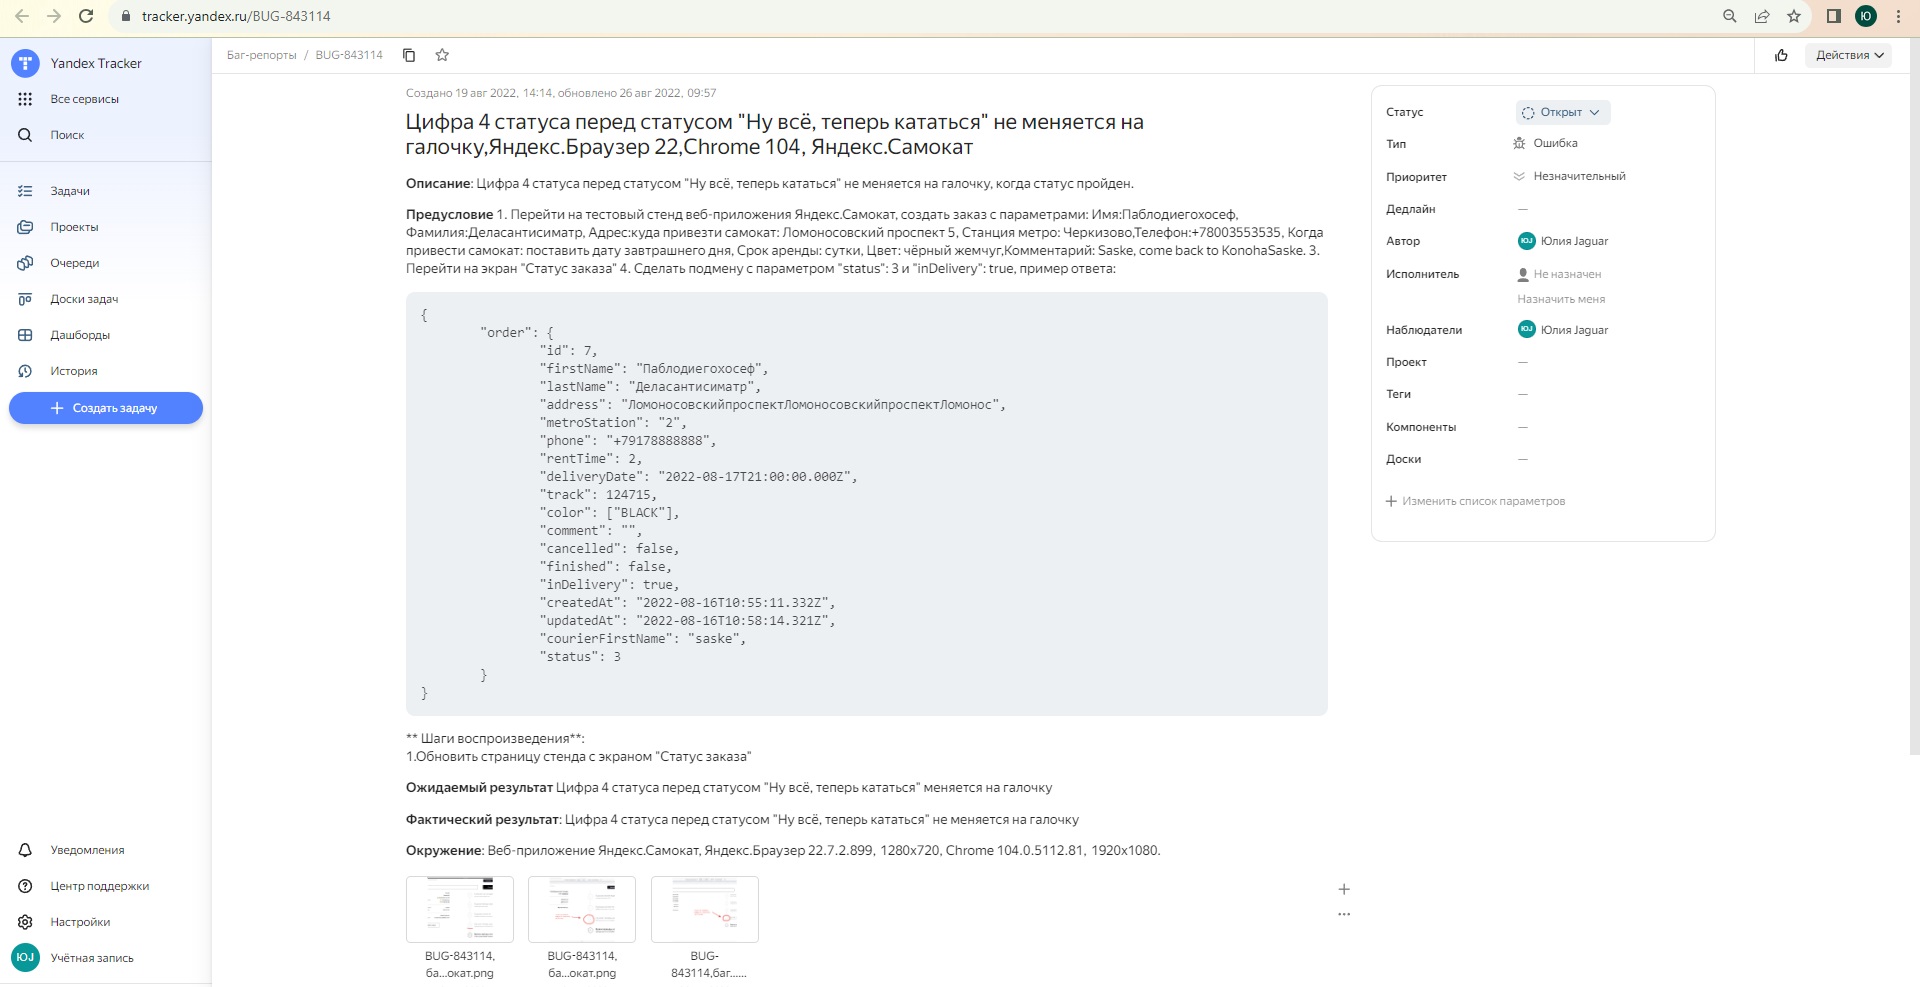 tracker.yandex.ru/BUG-843114
Ю
Yandex Tracker
Все сервисы
Поиск
Задачи
Проекты
Очереди
Доски задач
Дашборды
История
Создать задачу
Уведомления
Центр поддержки
Настройки
ЮJ Учётная запись
Баг-репорты / BUG-843114
Действия
Создано 19 авг 2022, 14:14, обновлено 26 авг 2022, 09:57
Цифра 4 статуса перед статусом "Ну всё, теперь кататься" не меняется на
галочку,Яндекс.Браузер 22,Chrome 104, Яндекс.Самокат
Описание: Цифра 4 статуса перед статусом "Ну всё, теперь кататься" не меняется на галочку, когда статус пройден.
Предусловие 1. Перейти на тестовый стенд веб-приложения Яндекс.Самокат, создать заказ с параметрами: Имя:Паблодиегохосеф,
Фамилия:Деласантисиматр, Адрес:куда привезти самокат: Ломоносовский проспект 5, Станция метро: Черкизово,Телефон:+78003553535, Когда
привести самокат: поставить дату завтрашнего дня, Срок аренды: сутки, Цвет: чёрный жемчуг,Комментарий: Saske, come back to KonohaSaske. 3.
Перейти на экран "Статус заказа" 4. Сделать подмену с параметром "status": 3 и "inDelivery": true, пример ответа:
{
"order": {
"id": 7,
"firstName": "Паблодиегохосеф",
"lastName": "Деласантисиматр",
"address": "ЛомоносовскийпроспектЛомоносовскийпроспектЛомонос",
"metroStation": "2",
"phone": "+79178888888",
"rentTime": 2,
"deliveryDate": "2022-08-17T21:00:00.000Z",
"track": 124715,
"color": ["BLACK"],
"comment": "",
"cancelled": false,
"finished": false,
"inDelivery": true,
"createdAt": "2022-08-16T10:55:11.332Z",
"updatedAt": "2022-08-16T10:58:14.321Z",
"courierFirstName": "saske",
"status": 3
}
}
** Шаги воспроизведения**:
1.Обновить страницу стенда с экраном "Статус заказа"
Ожидаемый результат Цифра 4 статуса перед статусом "Ну всё, теперь кататься" меняется на галочку
Фактический результат: Цифра 4 статуса перед статусом "Ну всё, теперь кататься" не меняется на галочку
Окружение: Веб-приложение Яндекс.Самокат, Яндекс.Браузер 22.7.2.899, 1280x720, Chrome 104.0.5112.81, 1920x1080.
BUG-843114,
ба...окат.png
BUG-843114,
ба...окат.png
BUG-
843114,баг......
Статус Открыт
Тип Ошибка
Приоритет Незначительный
Дедлайн —
Автор ЮJ Юлия Jaguar
Исполнитель Не назначен
Назначить меня
Наблюдатели ЮJ Юлия Jaguar
Проект —
Теги —
Компоненты —
Доски —
Изменить список параметров